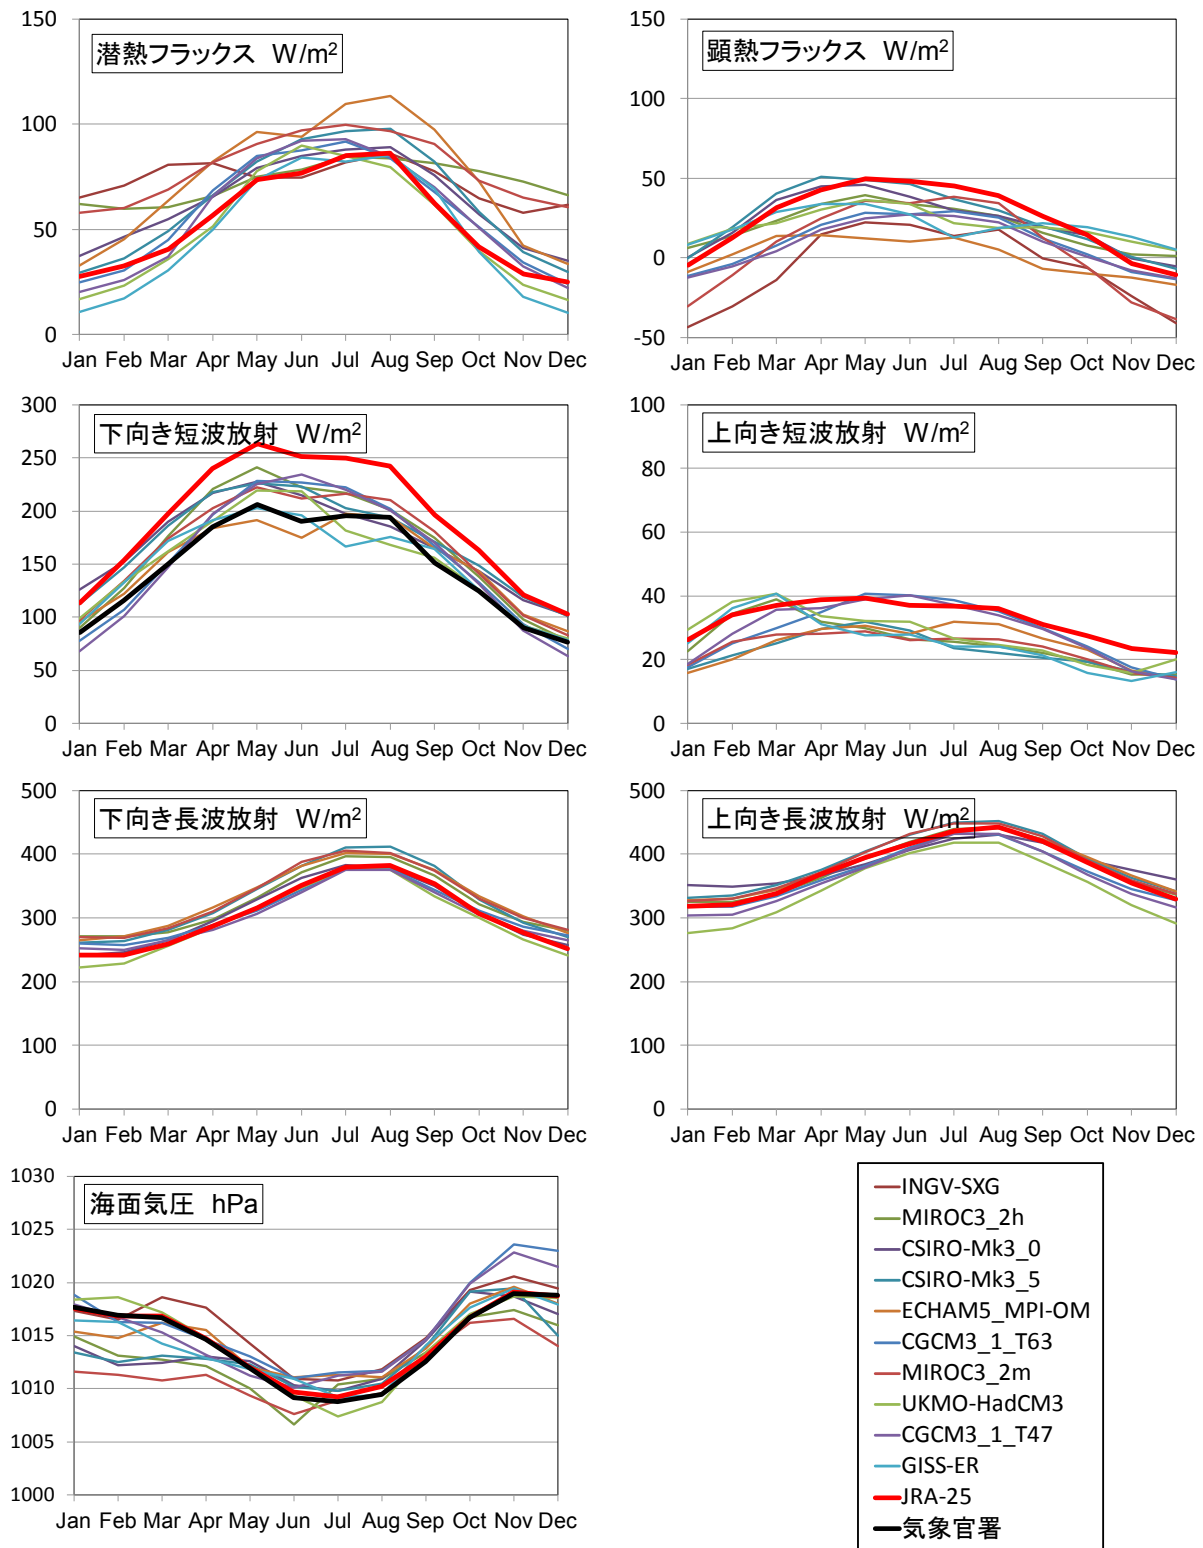 潜熱フラックス W/m2
150
100
50
0
Jan Feb Mar Apr May Jun Jul Aug Sep Oct Nov Dec
顕熱フラックス W/m2
150
100
50
0
-50
Jan Feb Mar Apr May Jun Jul Aug Sep Oct Nov Dec
下向き短波放射 W/m2
300
250
200
150
100
50
0
Jan Feb Mar Apr May Jun Jul Aug Sep Oct Nov Dec
上向き短波放射 W/m2
100
80
60
40
20
0
Jan Feb Mar Apr May Jun Jul Aug Sep Oct Nov Dec
下向き長波放射 W/m2
500
400
300
200
100
0
Jan Feb Mar Apr May Jun Jul Aug Sep Oct Nov Dec
上向き長波放射 W/m2
500
400
300
200
100
0
Jan Feb Mar Apr May Jun Jul Aug Sep Oct Nov Dec
海面気圧 hPa
1030
1025
1020
1015
1010
1005
1000
Jan Feb Mar Apr May Jun Jul Aug Sep Oct Nov Dec
INGV-SXG
MIROC3_2h
CSIRO-Mk3_0
CSIRO-Mk3_5
ECHAM5_MPI-OM
CGCM3_1_T63
MIROC3_2m
UKMO-HadCM3
CGCM3_1_T47
GISS-ER
JRA-25
気象官署